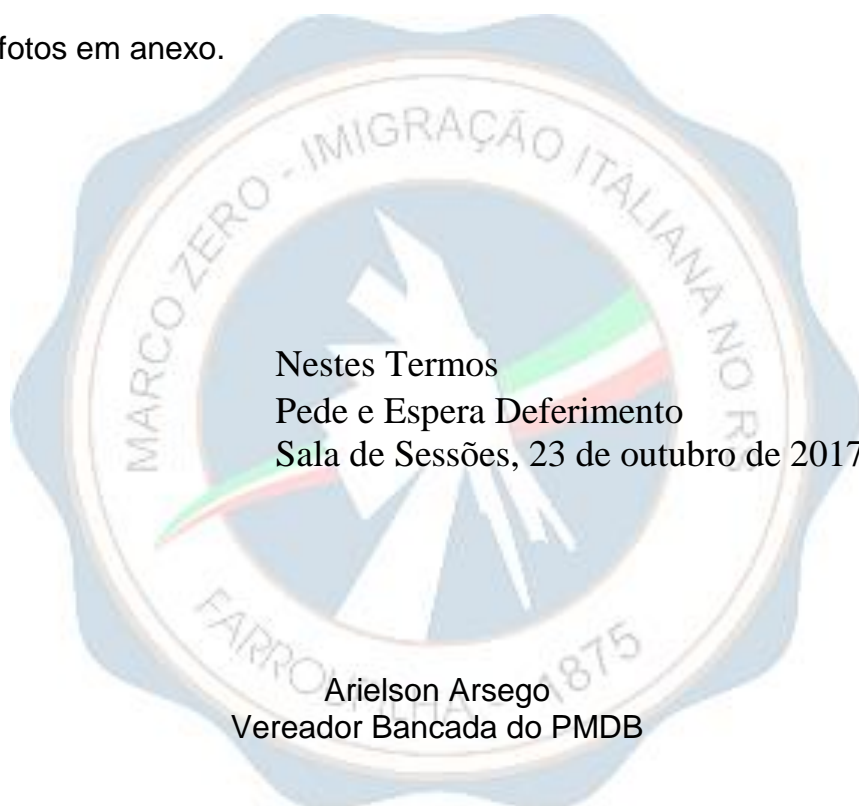 fotos em anexo.
MARCO ZERO - IMIGRAÇÃO ITALIANA NO RS
Nestes Termos
Pede e Espera Deferimento
Sala de Sessões, 23 de outubro de 2017
FARROUPILHA - 1875
Arielson Arsego
Vereador Bancada do PMDB